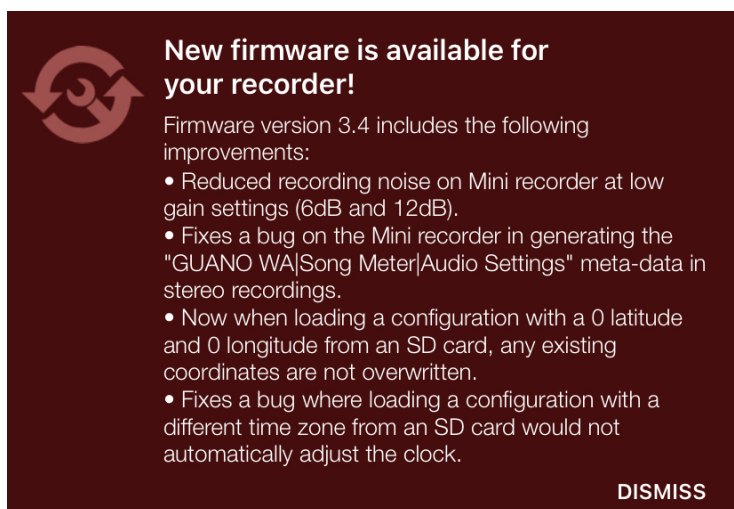 New firmware is available for
your recorder!
Firmware version 3.4 includes the following
improvements:
• Reduced recording noise on Mini recorder at low
gain settings (6dB and 12dB).
• Fixes a bug on the Mini recorder in generating the
"GUANO WA|Song Meter|Audio Settings" meta-data in
stereo recordings.
• Now when loading a configuration with a 0 latitude
and 0 longitude from an SD card, any existing
coordinates are not overwritten.
• Fixes a bug where loading a configuration with a
different time zone from an SD card would not
automatically adjust the clock.
DISMISS